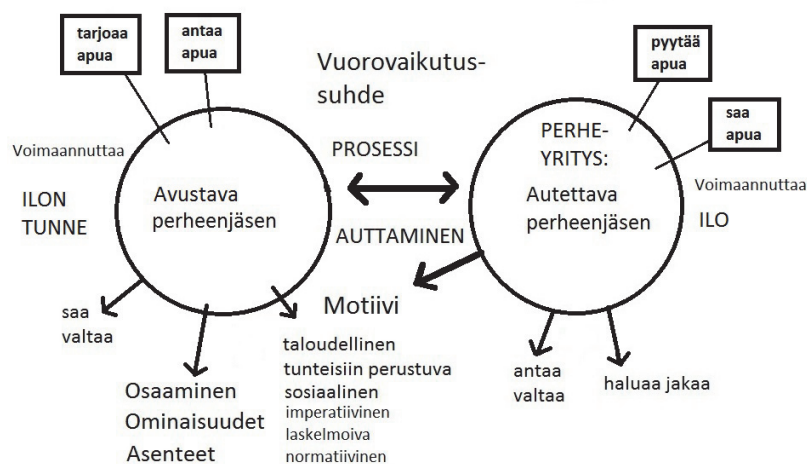 tarjoaa
apua
antaa
apua
Vuorovaikutus-
suhde
pyytää
apua
saa
apua
Voimaannuttaa
ILON
TUNNE
Avustava
perheenjäsen
PROSESSI
AUTTAMINEN
PERHE-
YRITYS:
Autettava
perheenjäsen
Voimaannuttaa
ILO
saa
valtaa
Osaaminen
Ominaisuudet
Asenteet
Motiivi
taloudellinen
tunteisiin perustuva
sosiaalinen
imperatiivinen
laskelmoiva
normatiivinen
antaa
valtaa
haluaa jakaa